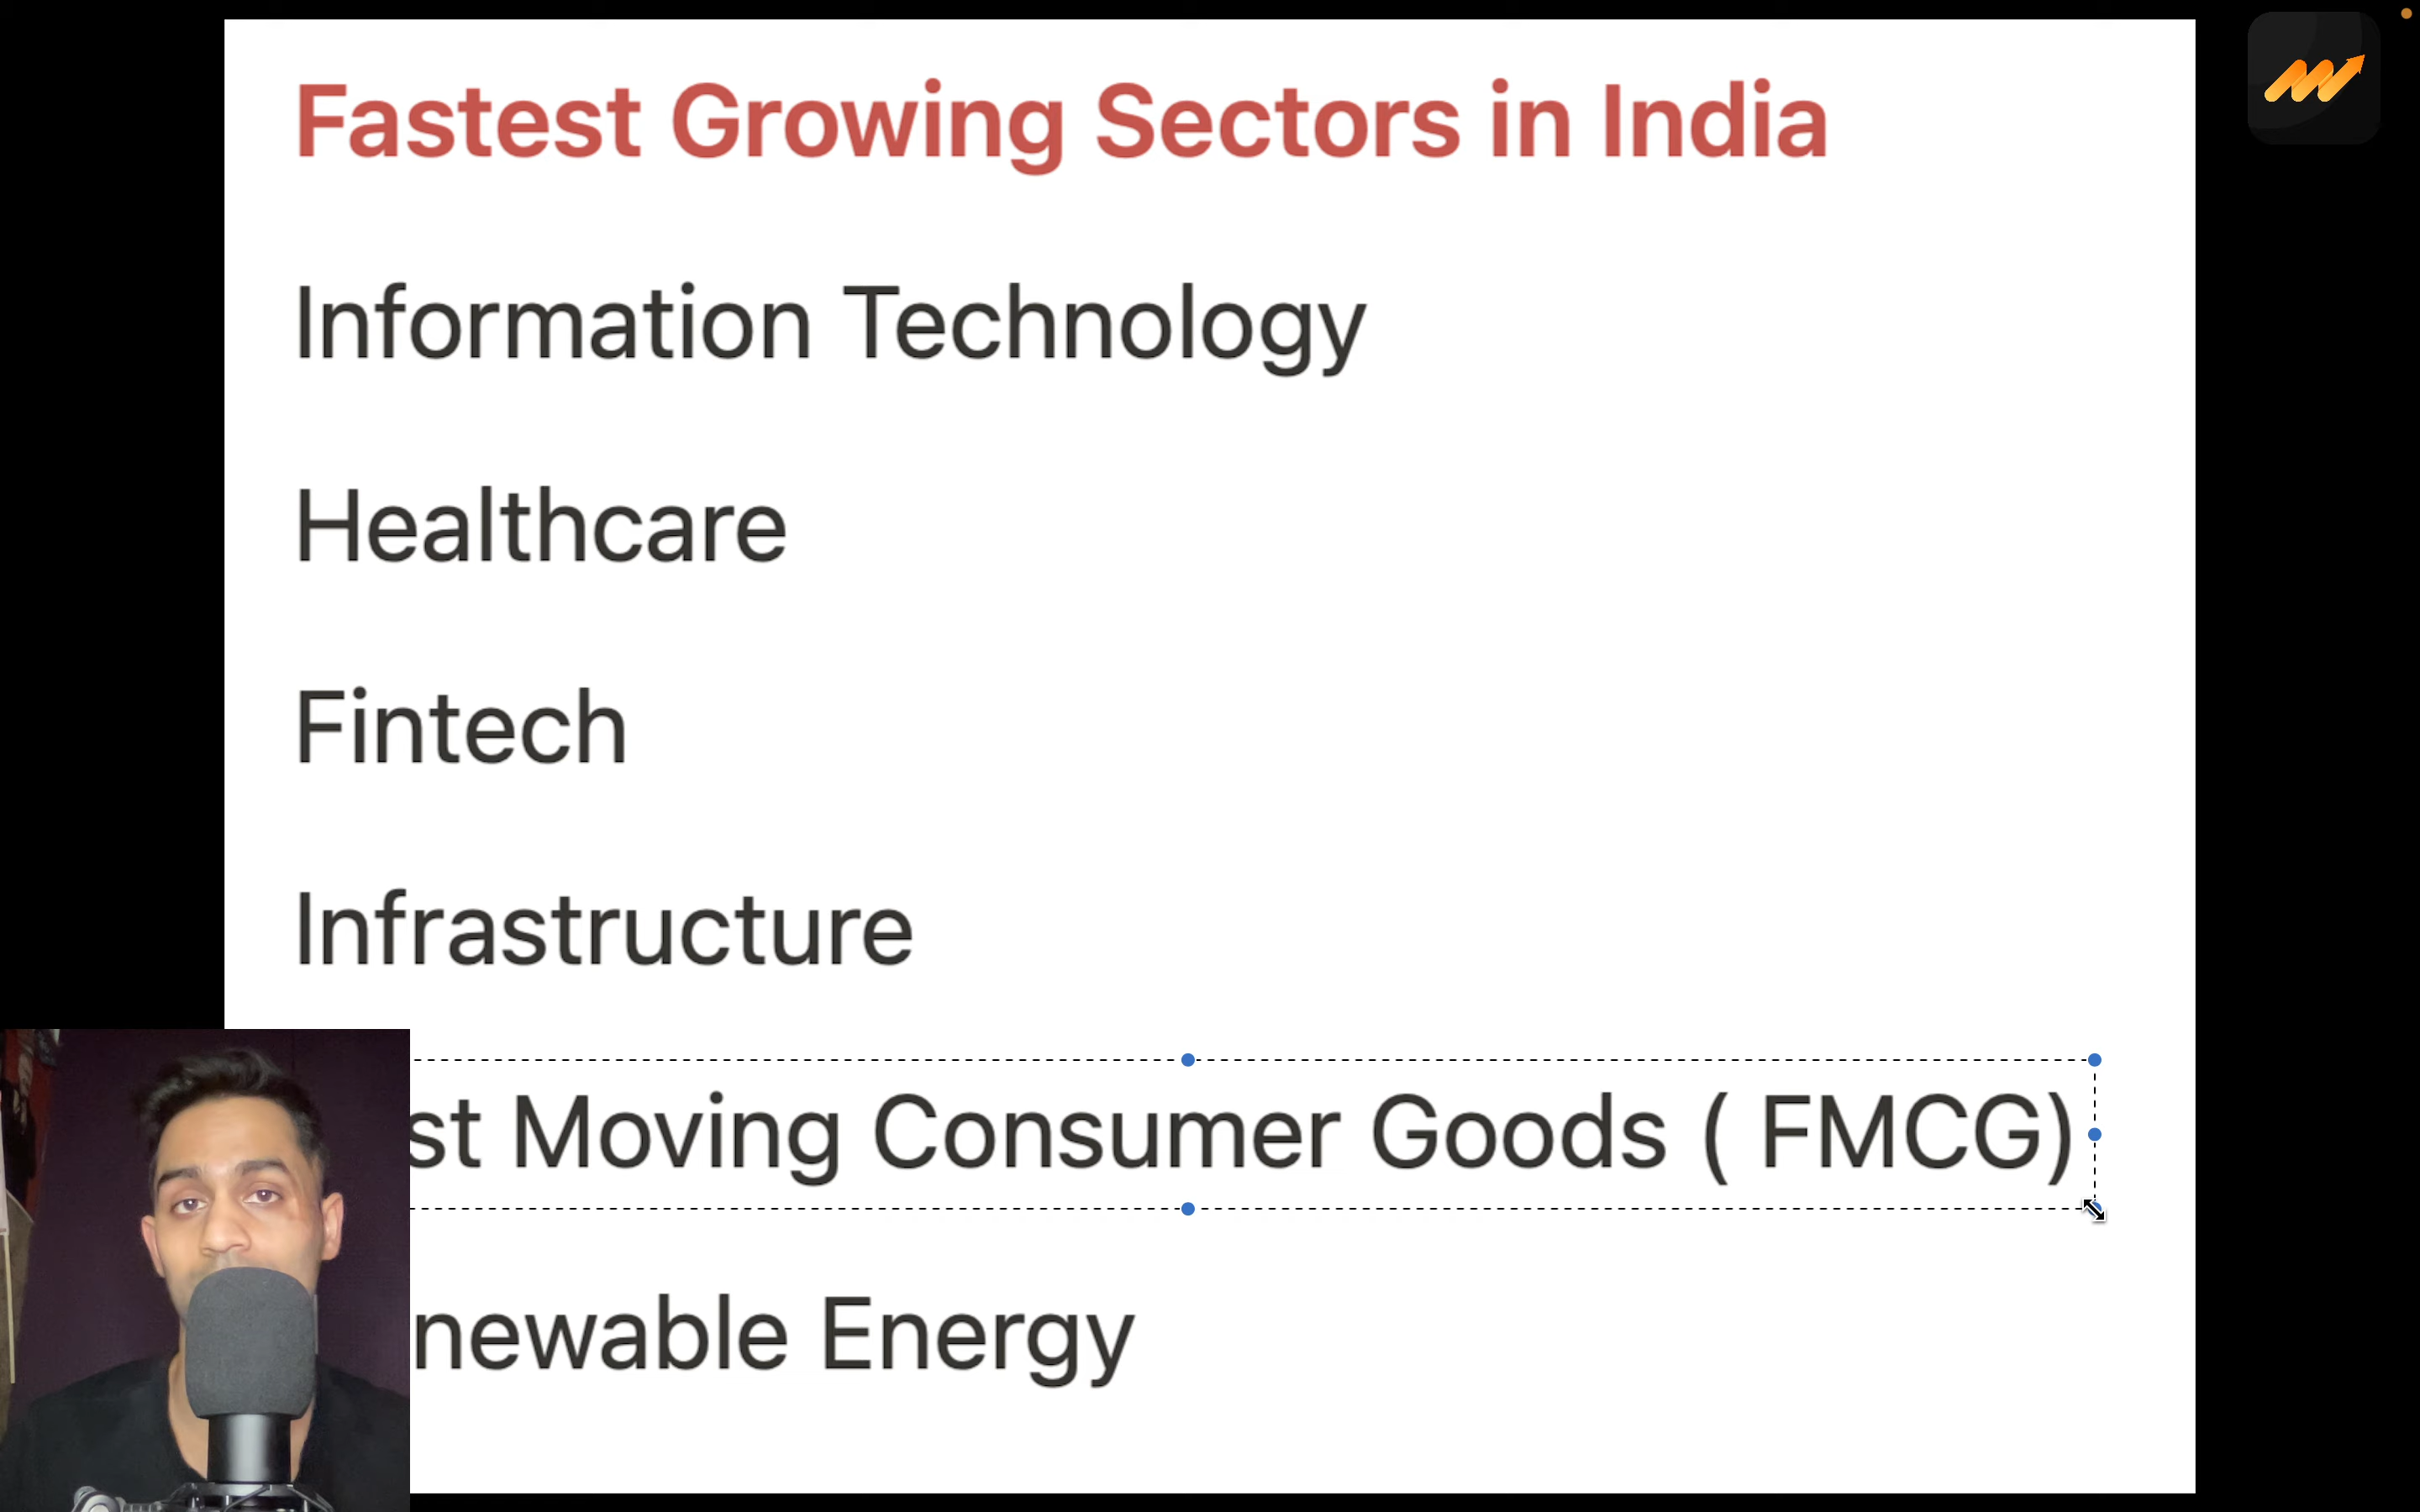 Fastest Growing Sectors in India
Information Technology
Healthcare
Fintech
Infrastructure
st Moving Consumer Goods ( FMCG)
newable Energy